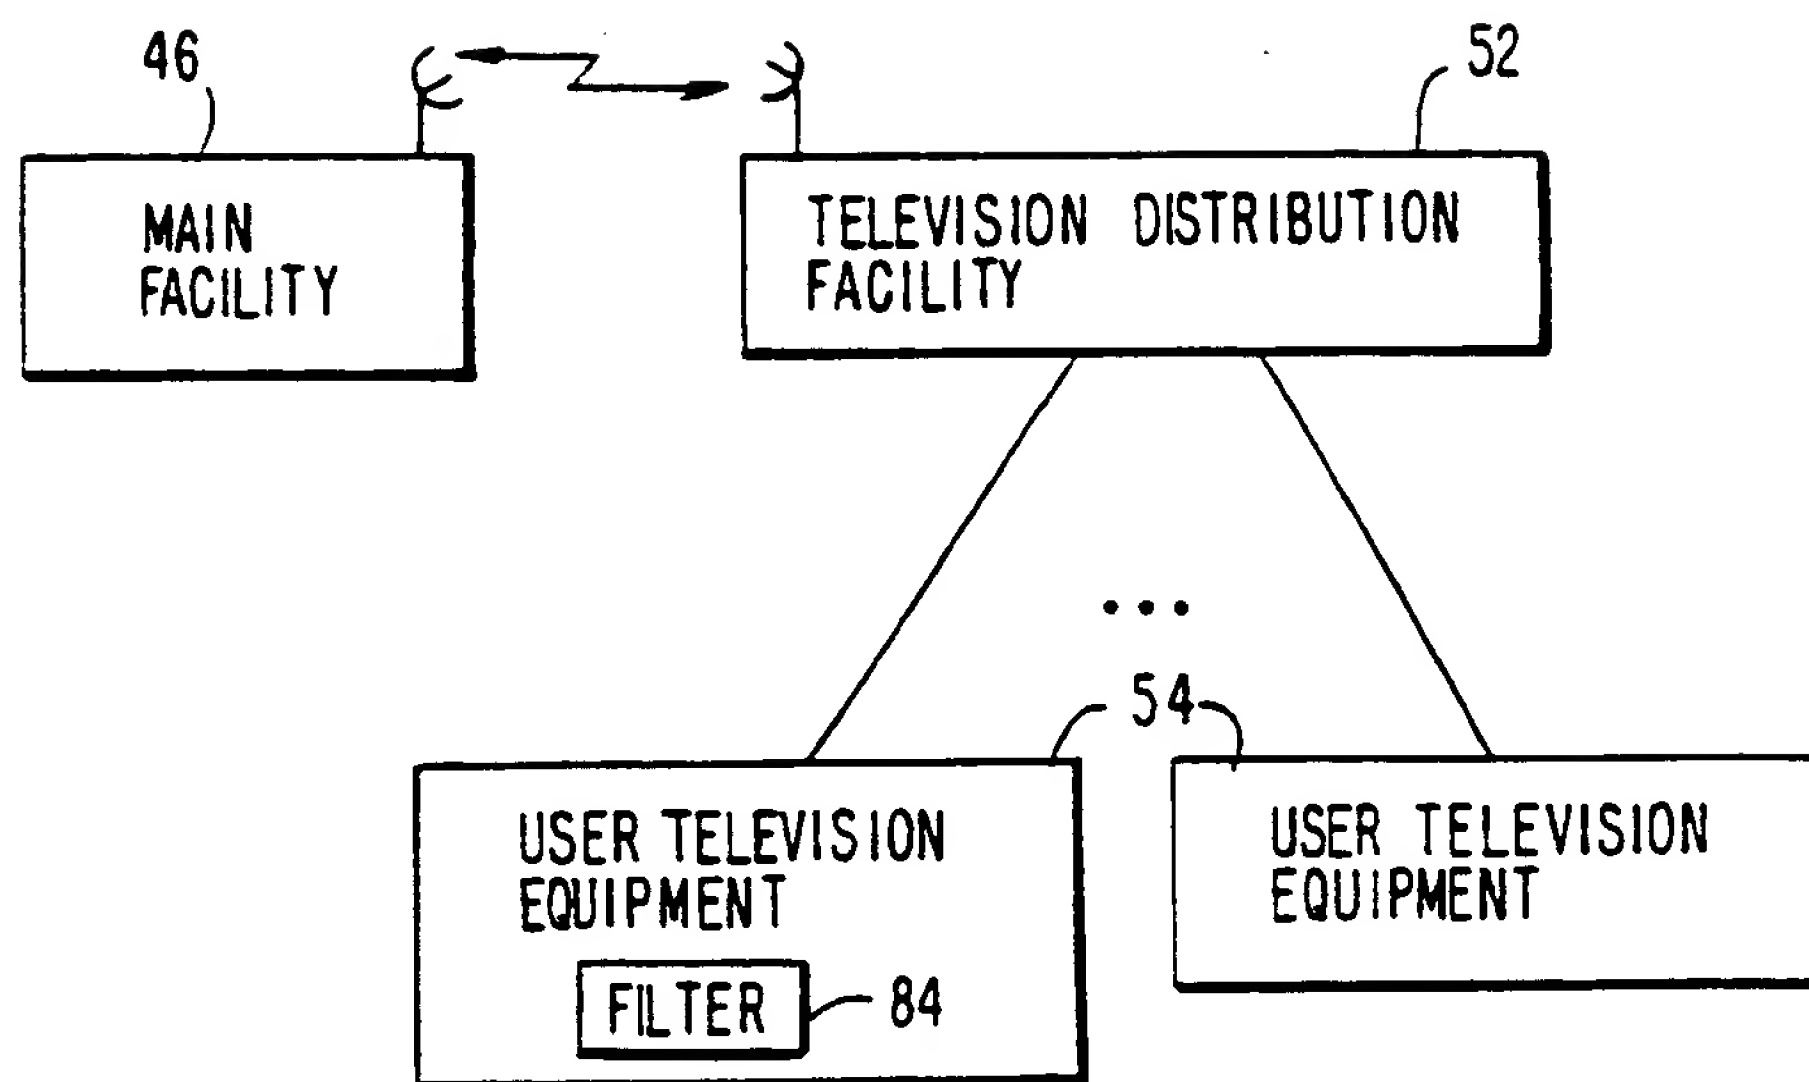 46
52
MAIN
FACILITY
TELEVISION DISTRIBUTION
FACILITY
54
USER TELEVISION
EQUIPMENT
FILTER
84
USER TELEVISION
EQUIPMENT